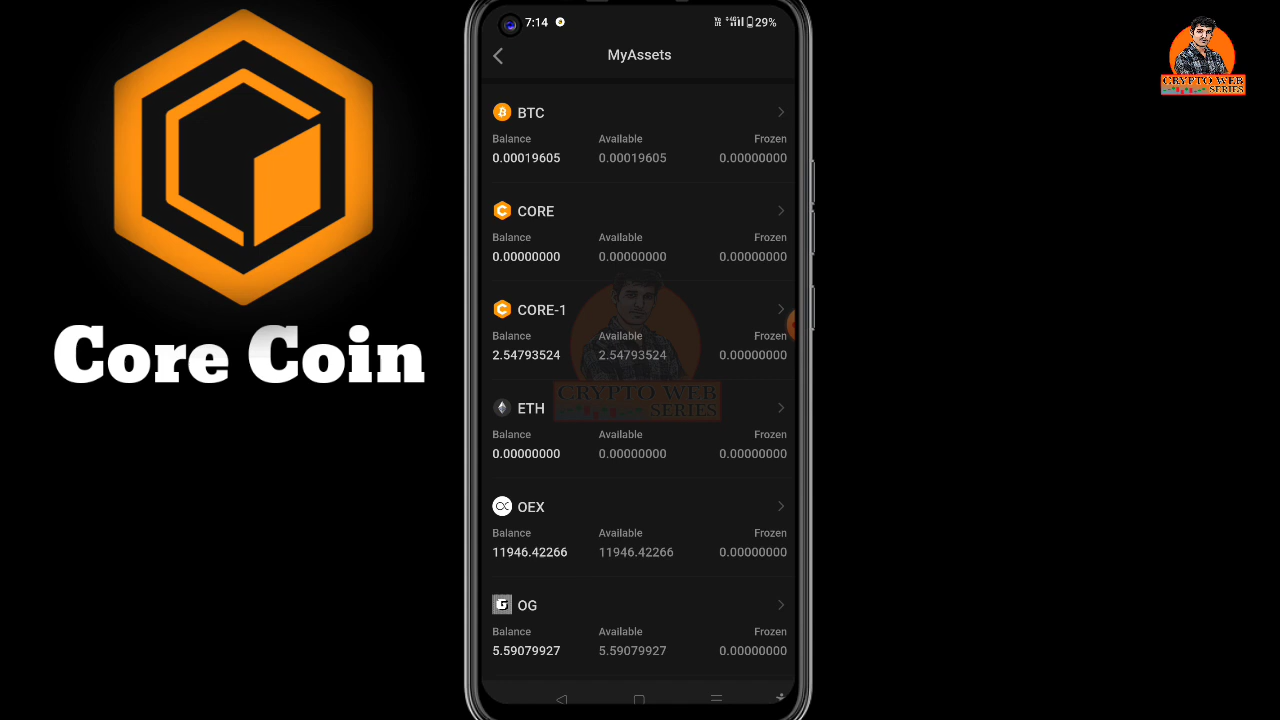 7:14
29%
MyAssets
CRYPTO WEB
SERIES
BTC
Balance Available Frozen
0.00019605 0.00019605 0.00000000
CORE
Balance Available Frozen
0.00000000 0.00000000 0.00000000
CORE-1
Balance Available Frozen
2.54793524 2.54793524 0.00000000
Core Coin
CRYPTO WEB
SERIES
ETH
Balance Available Frozen
0.00000000 0.00000000 0.00000000
OEX
Balance Available Frozen
11946.42266 11946.42266 0.00000000
OG
Balance Available Frozen
5.59079927 5.59079927 0.00000000